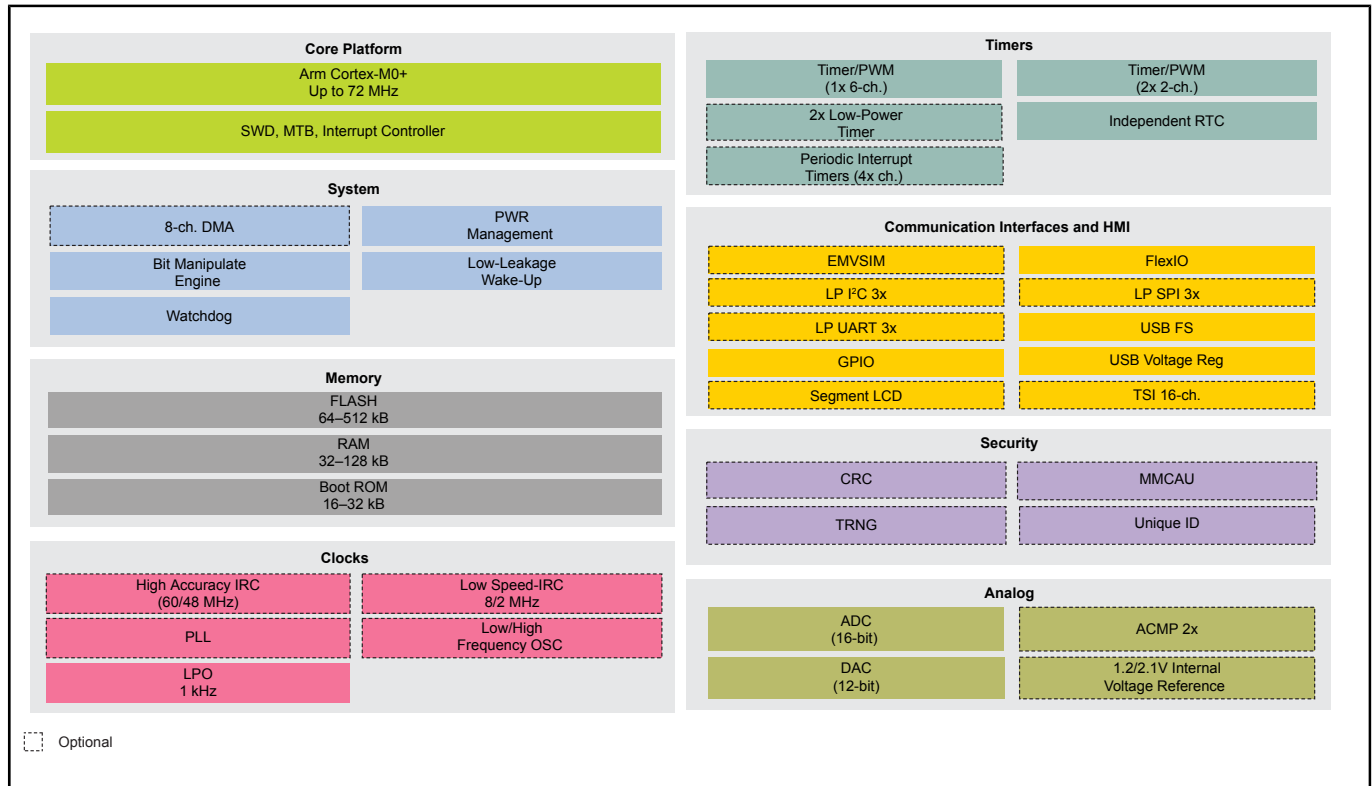 Core Platform
Arm Cortex-M0+
Up to 72 MHz
SWD, MTB, Interrupt Controller
System
8-ch. DMA
PWR
Management
Bit Manipulate
Engine
Low-Leakage
Wake-Up
Watchdog
Memory
FLASH
64–512 kB
RAM
32–128 kB
Boot ROM
16–32 kB
Clocks
High Accuracy IRC
(60/48 MHz)
Low Speed-IRC
8/2 MHz
PLL
Low/High
Frequency OSC
LPO
1 kHz
Timers
Timer/PWM
(1x 6-ch.)
Timer/PWM
(2x 2-ch.)
2x Low-Power
Timer
Independent RTC
Periodic Interrupt
Timers (4x ch.)
Communication Interfaces and HMI
EMVSIM
FlexIO
LP I²C 3x
LP SPI 3x
LP UART 3x
USB FS
GPIO
USB Voltage Reg
Segment LCD
TSI 16-ch.
Security
CRC
MMCAU
TRNG
Unique ID
Analog
ADC
(16-bit)
ACMP 2x
DAC
(12-bit)
1.2/2.1V Internal
Voltage Reference
Optional